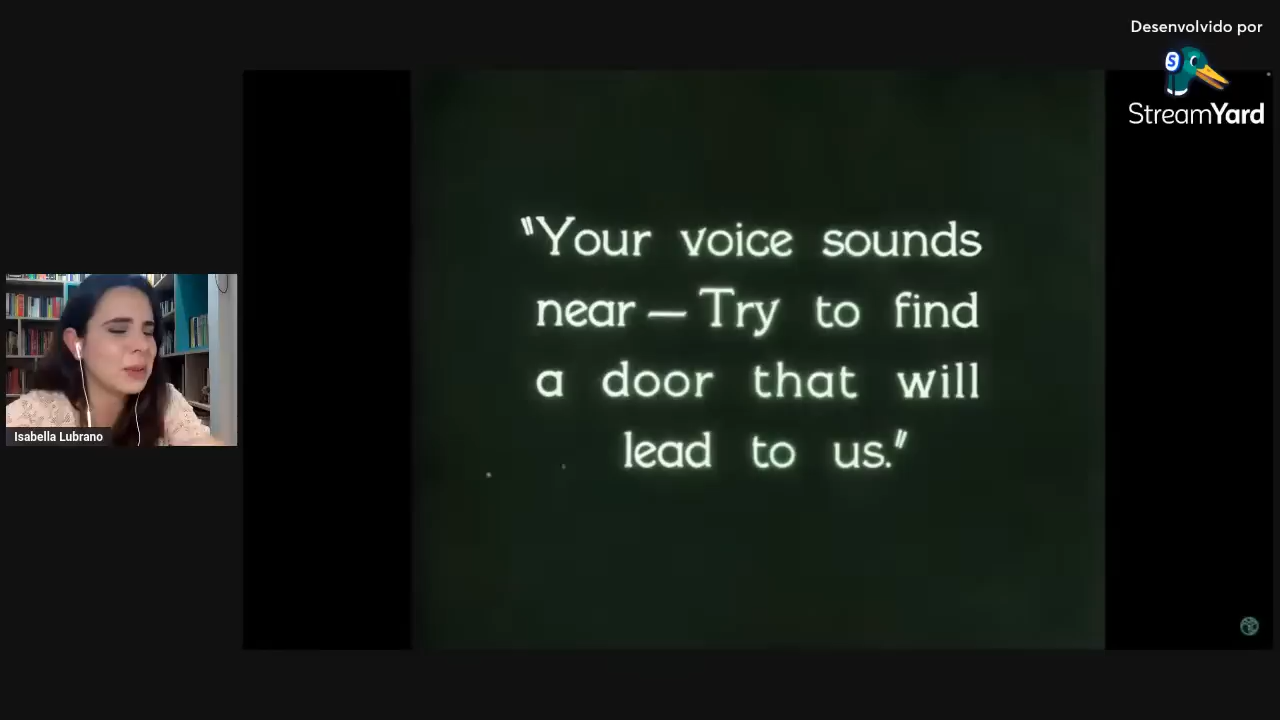 Desenvolvido por
StreamYard
"Your voice sounds
near — Try to find
a door that will
lead to us."
Isabella Lubrano